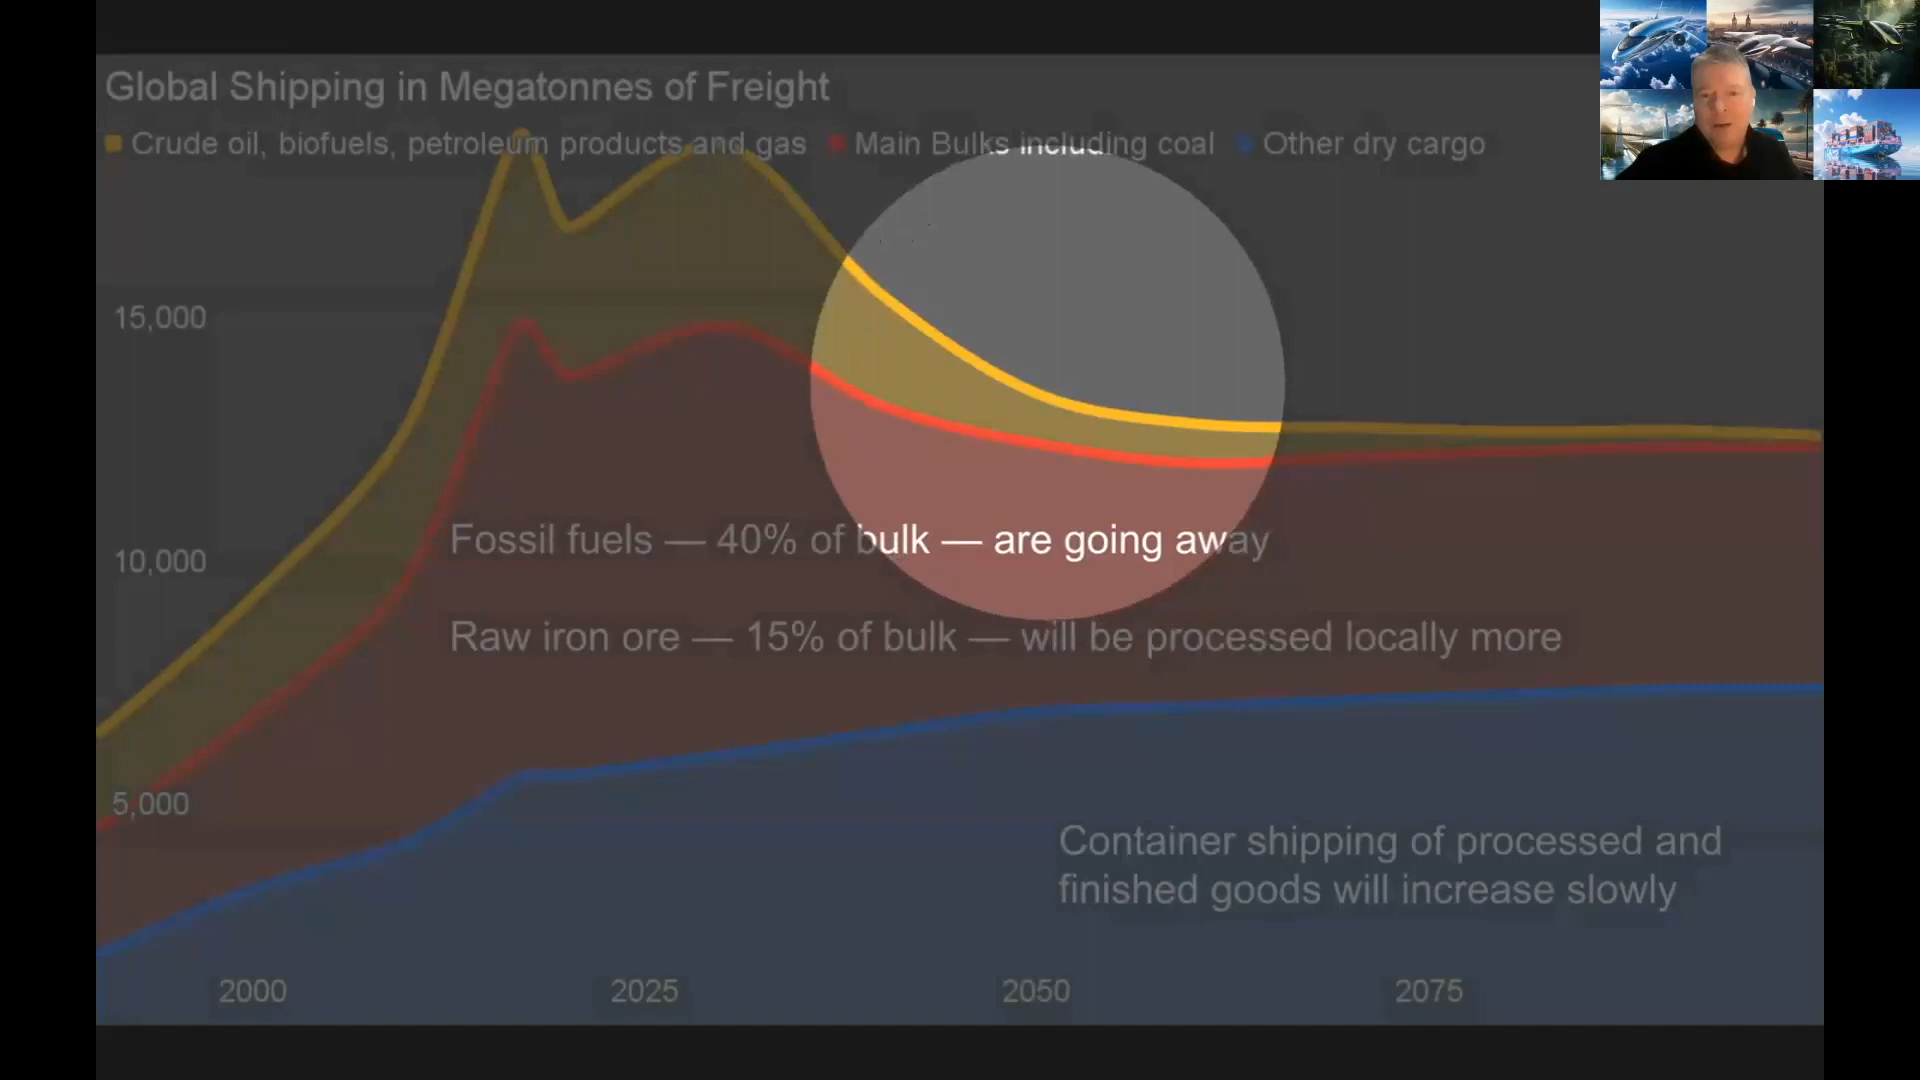 Global Shipping in Megatonnes of Freight
Crude oil, biofuels, petroleum products and gas Main Bulks including coal Other dry cargo
15,000
Fossil fuels — 40% of bulk — are going away
10,000
Raw iron ore — 15% of bulk — will be processed locally more
5,000
Container shipping of processed and
finished goods will increase slowly
2000 2025 2050 2075